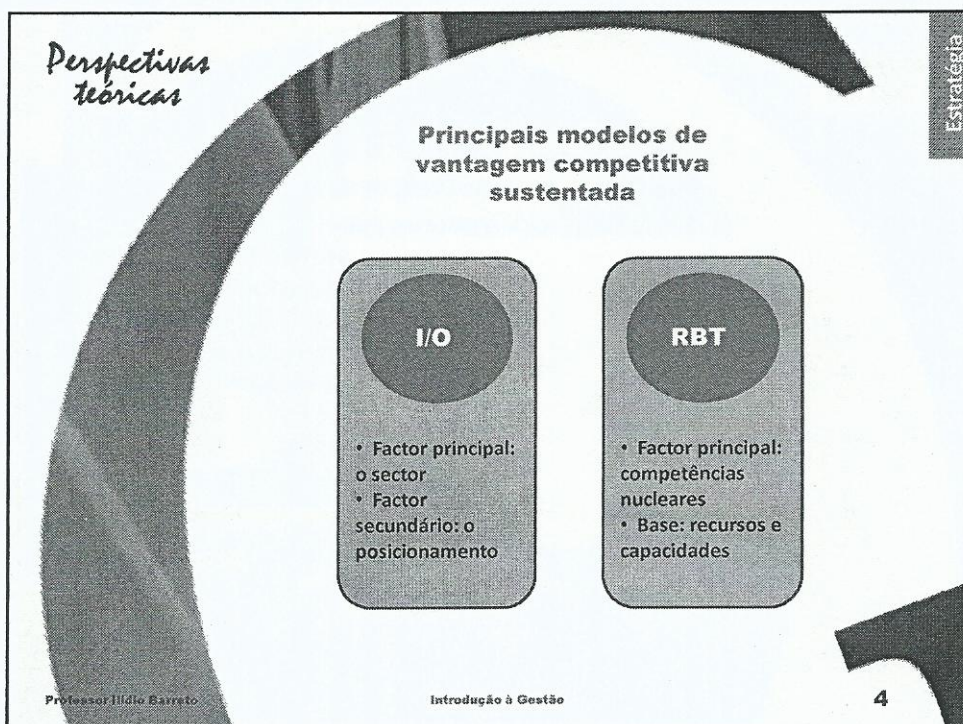 Perspectivas
teóricas
Estratégia
Principais modelos de
vantagem competitiva
sustentada
I/O
• Factor principal:
o sector
• Factor
secundário: o
posicionamento
RBT
• Factor principal:
competências
nucleares
• Base: recursos e
capacidades
Professor Ilídio Barreto
Introdução à Gestão
4